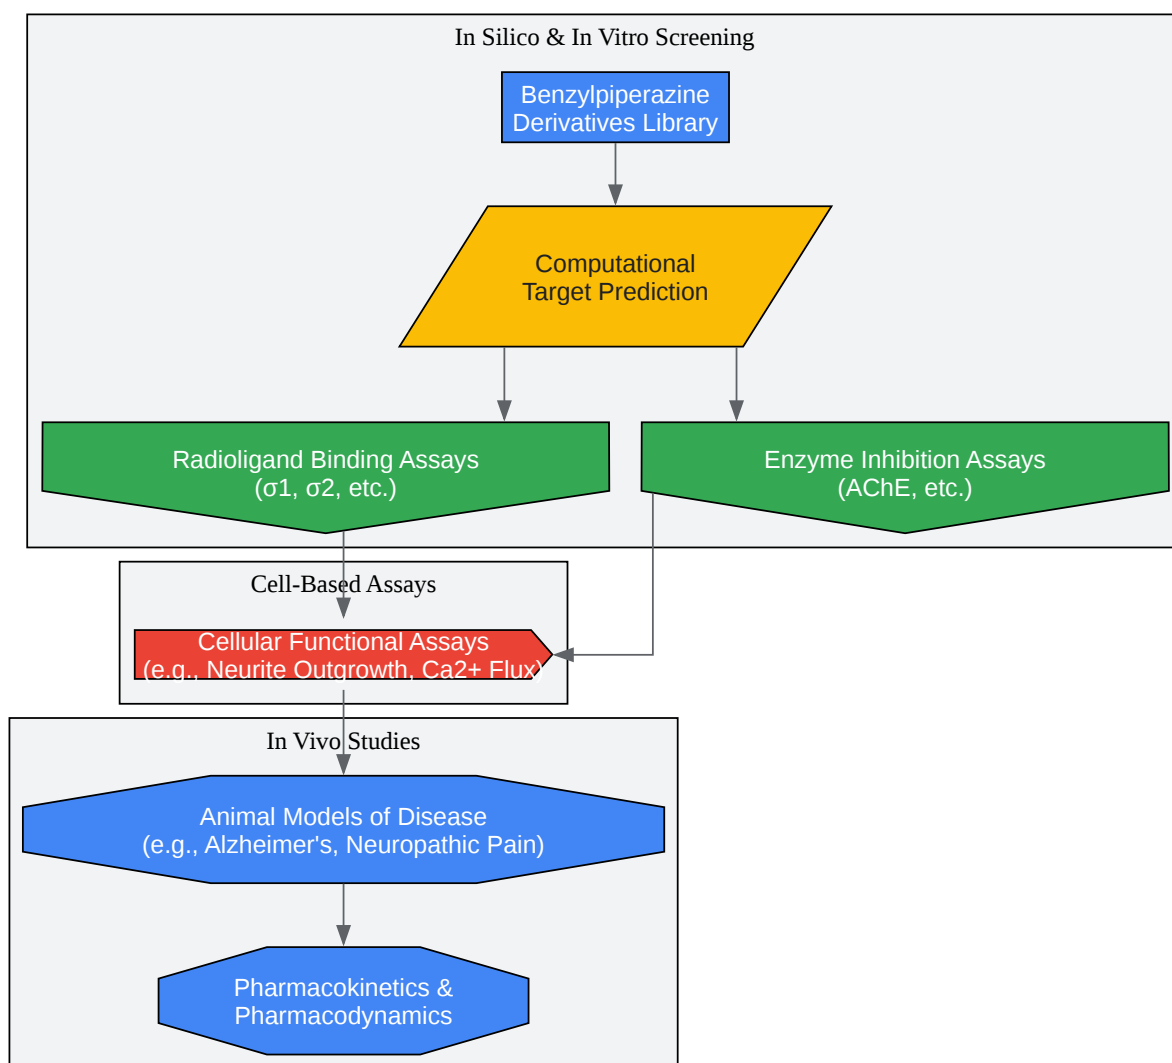 In Silico & In Vitro Screening
Benzylpiperazine
Derivatives Library
Computational
Target Prediction
Radioligand Binding Assays
(σ1, σ2, etc.)
Enzyme Inhibition Assays
(AChE, etc.)
Cell-Based Assays
Cellular Functional Assays
(e.g., Neurite Outgrowth, Ca2+ Flux)
In Vivo Studies
Animal Models of Disease
(e.g., Alzheimer's, Neuropathic Pain)
Pharmacokinetics &
Pharmacodynamics